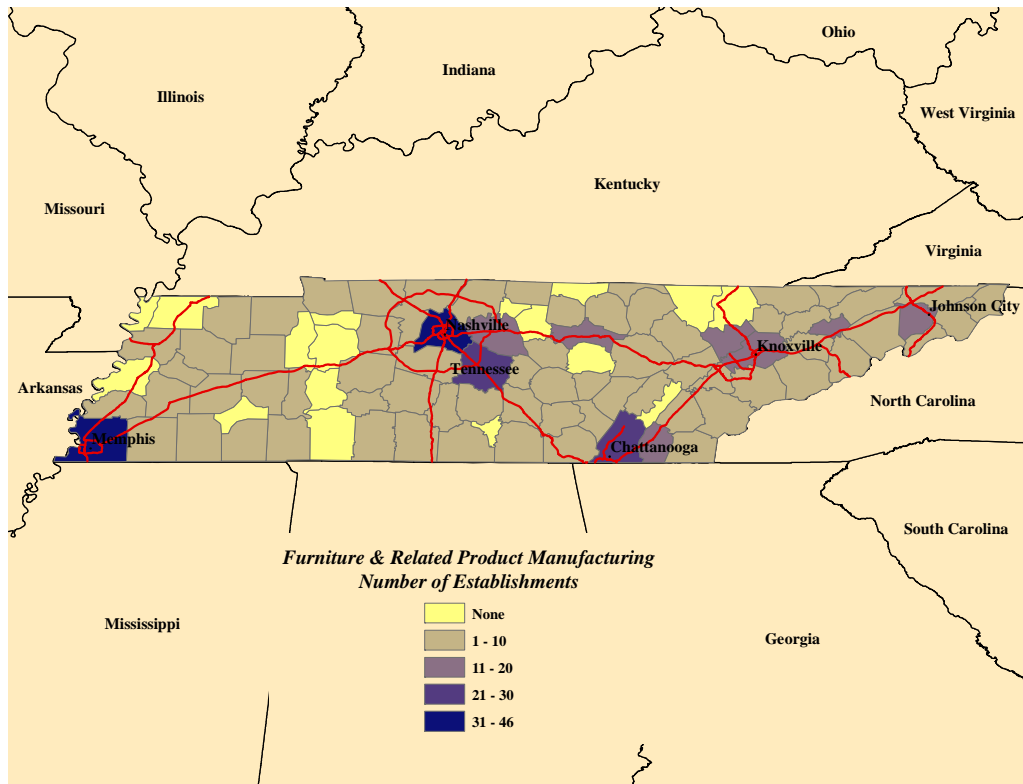 Ohio
Indiana
Illinois
West Virginia
Kentucky
Missouri
Virginia
Johnson City
Nashville
Knoxville
Tennessee
Arkansas
North Carolina
Memphis
Chattanooga
South Carolina
Furniture & Related Product Manufacturing
Number of Establishments
None
Mississippi
Georgia
1 - 10
11 - 20
21 - 30
31 - 46